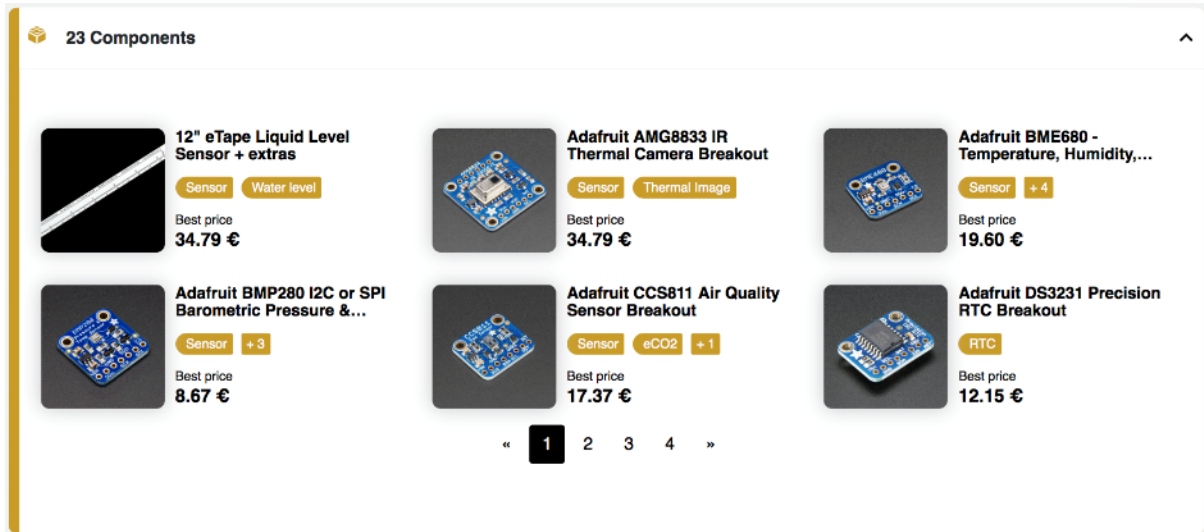 23 Components
12" eTape Liquid Level
Sensor + extras
Sensor Water level
Best price
34.79 €
Adafruit AMG8833 IR
Thermal Camera Breakout
Sensor Thermal Image
Best price
34.79 €
Adafruit BME680 -
Temperature, Humidity,...
Sensor + 4
Best price
19.60 €
Adafruit BMP280 I2C or SPI
Barometric Pressure &...
Sensor + 3
Best price
8.67 €
Adafruit CCS811 Air Quality
Sensor Breakout
Sensor eCO2 + 1
Best price
17.37 €
Adafruit DS3231 Precision
RTC Breakout
RTC
Best price
12.15 €
« 1 2 3 4 »